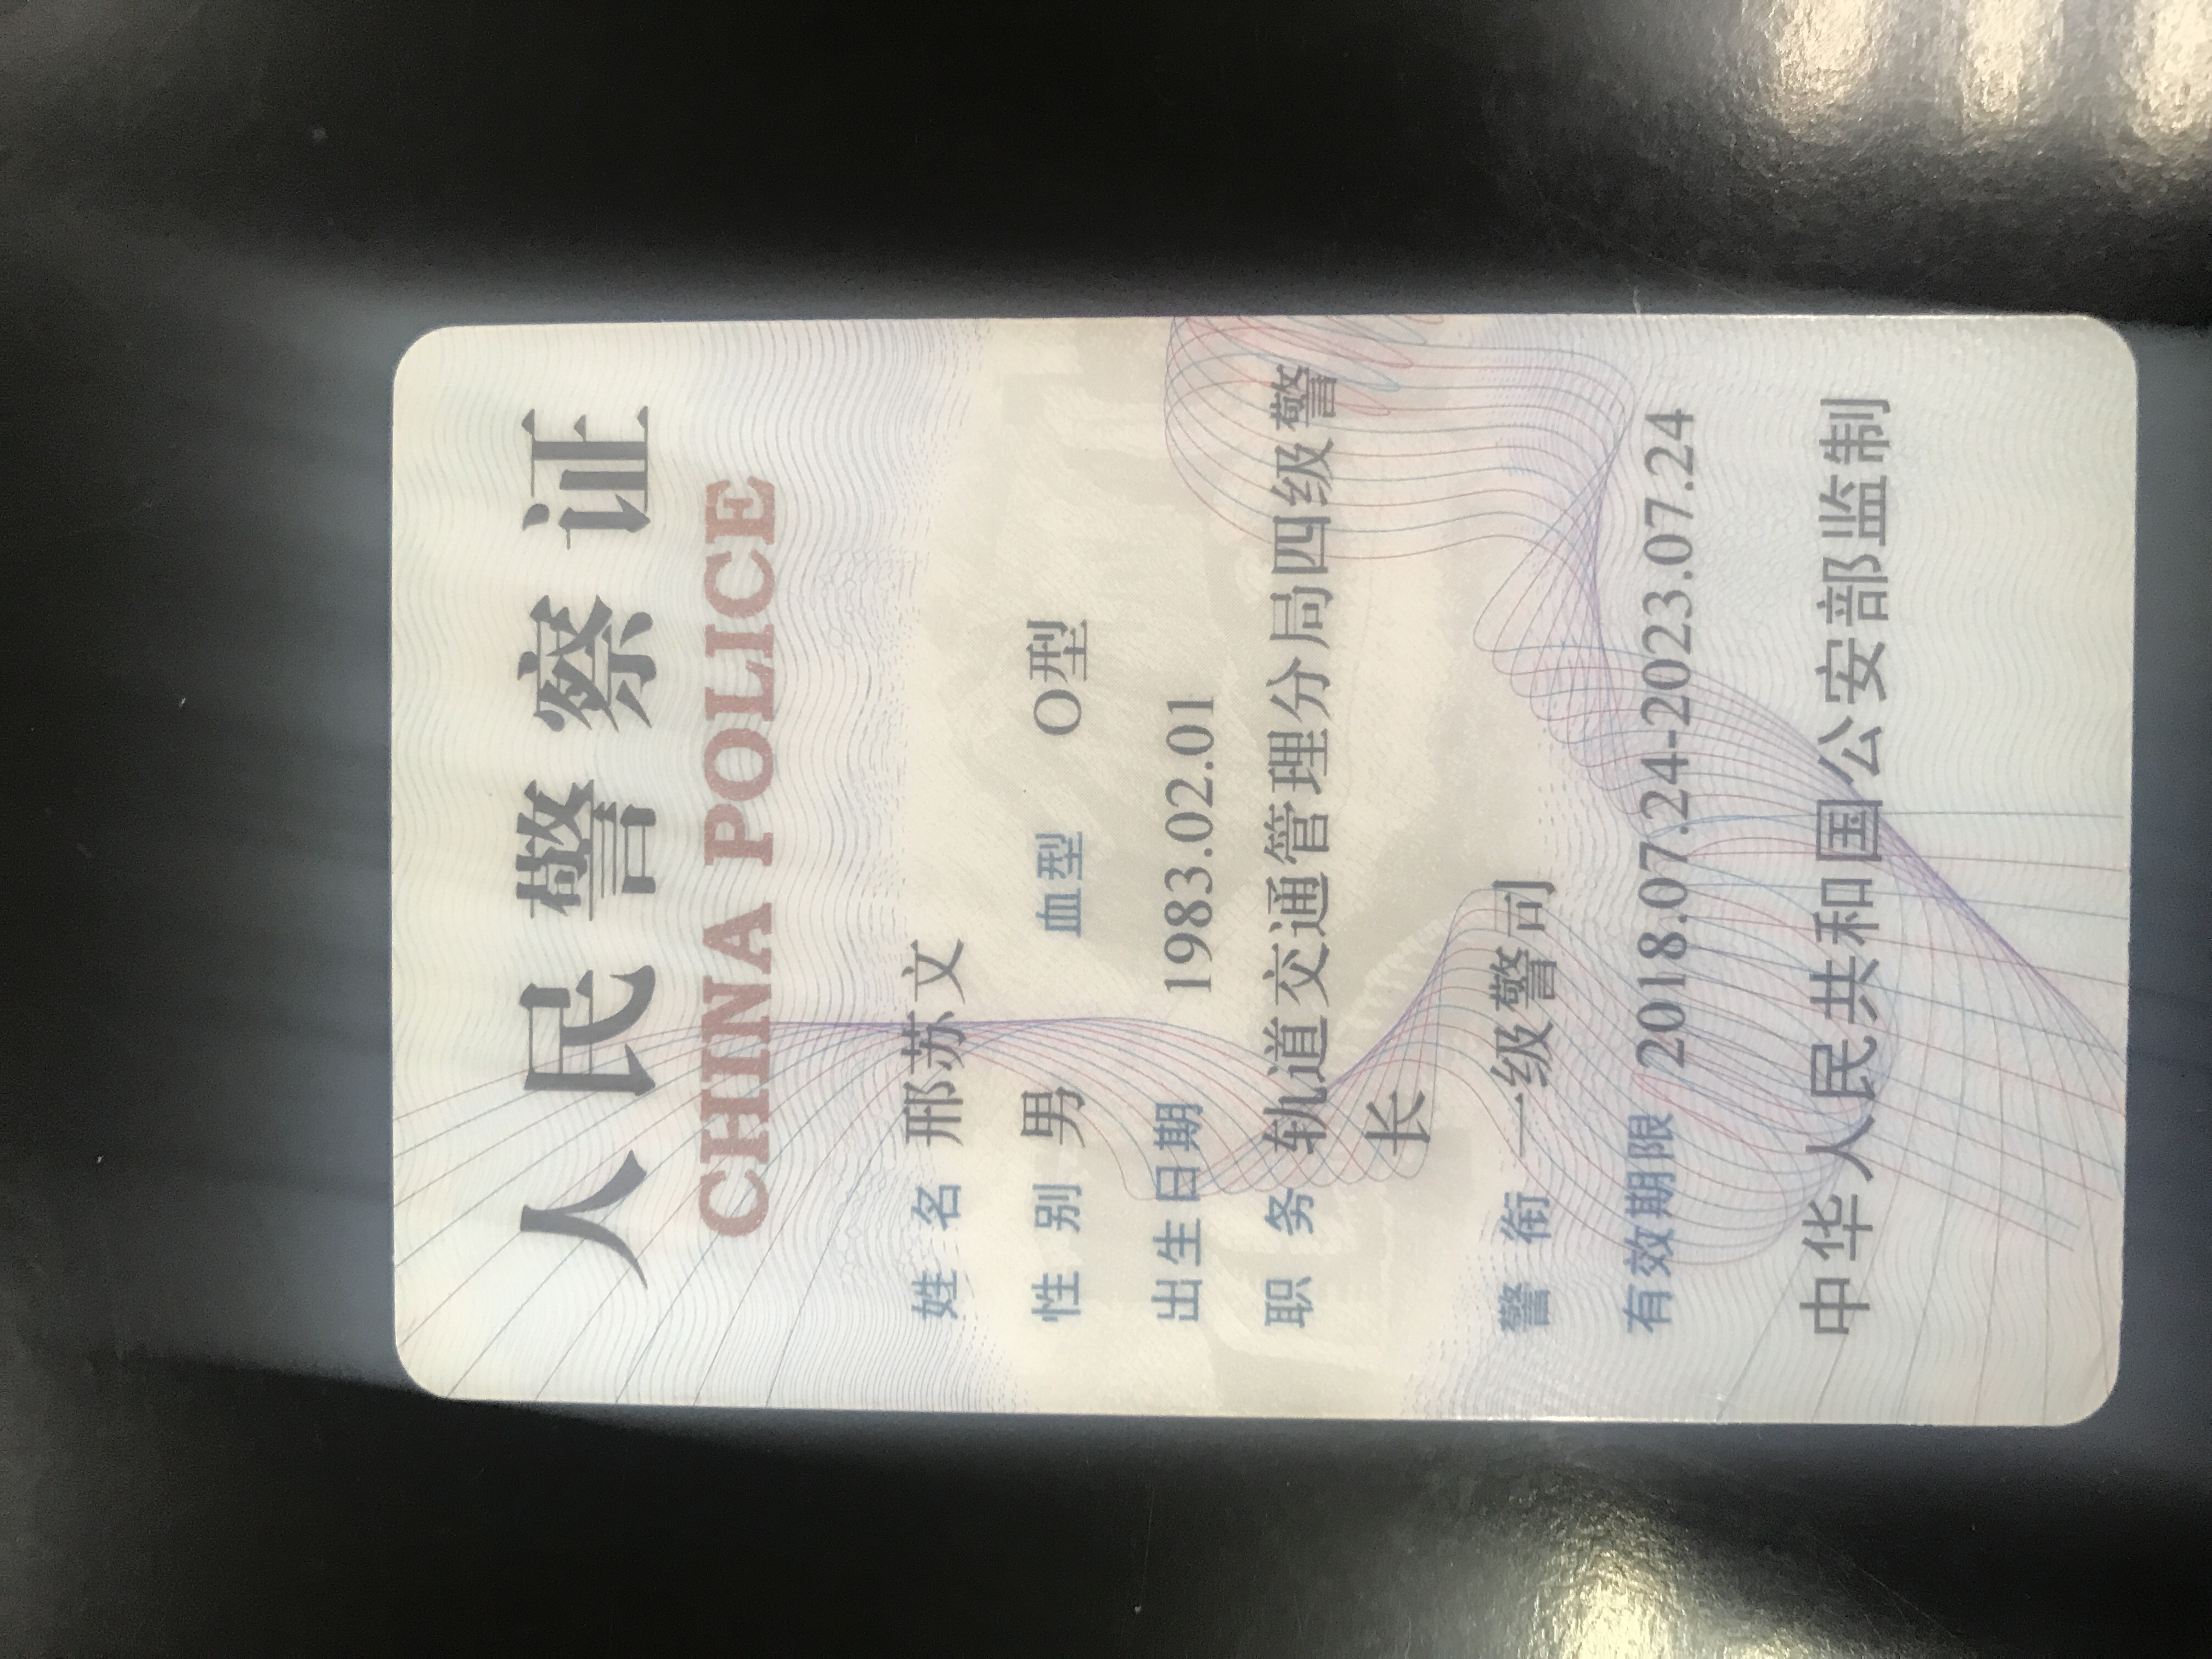 人民警察证
CHINA POLICE
姓 名 邢苏文
性 别 男 血型 O型
出生日期 1983.02.01
职 务 轨道交通管理分局四级警
长
警 衔 一级警司
有效期限 2018.07.24-2023.07.24
中华人民共和国公安部监制